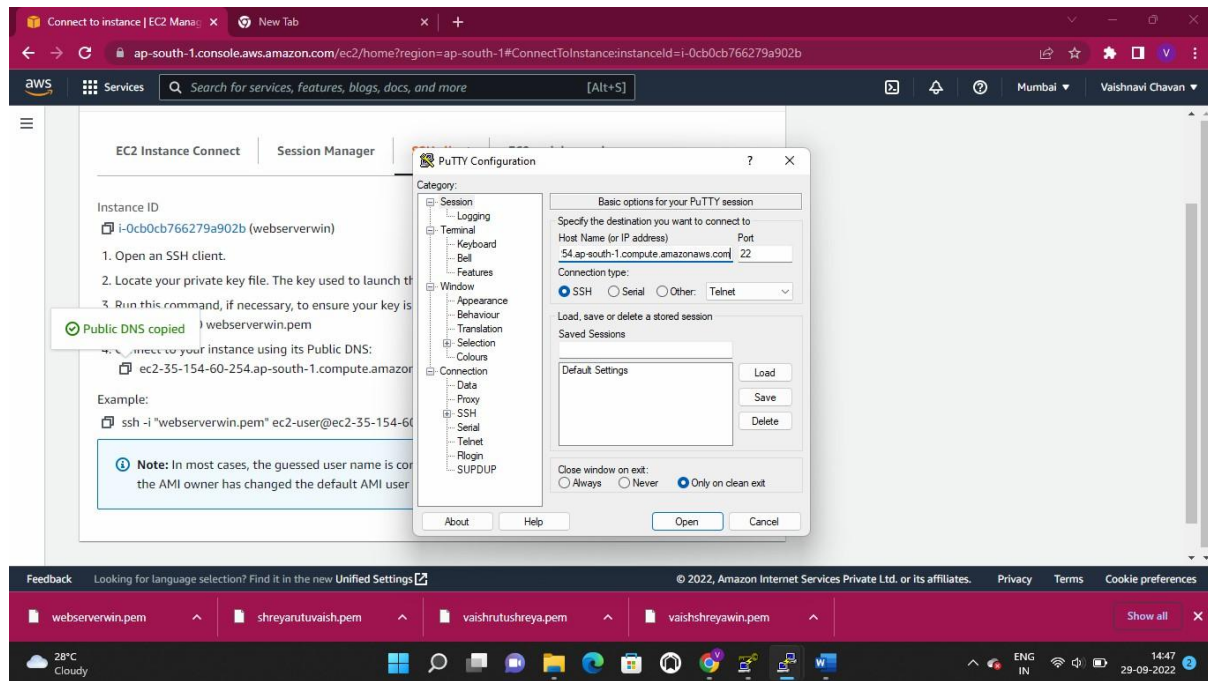 Connect to instance | EC2 Manag
New Tab
ap-south-1.console.aws.amazon.com/ec2/home?region=ap-south-1#ConnectToInstance:instanceId=i-0cb0cb766279a902b
V
aws
Services
Search for services, features, blogs, docs, and more
[Alt+S]
Mumbai ▼
Vaishnavi Chavan ▼
EC2 Instance Connect
Session Manager
Instance ID
i-0cb0cb766279a902b (webserverwin)
1. Open an SSH client.
2. Locate your private key file. The key used to launch th
3. Run this command, if necessary, to ensure your key is
webserverwin.pem
Public DNS copied
your instance using its Public DNS:
ec2-35-154-60-254.ap-south-1.compute.amazor
Example:
ssh -i "webserverwin.pem" ec2-user@ec2-35-154-60
Note: In most cases, the guessed user name is cor
the AMI owner has changed the default AMI user
PuTTY Configuration
?
Category:
Session
Logging
Terminal
Keyboard
Bell
Features
Window
Appearance
Behaviour
Translation
Selection
Colours
Connection
Data
Proxy
SSH
Serial
Telnet
Rlogin
SUPDUP
Basic options for your PuTTY session
Specify the destination you want to connect to
Host Name (or IP address)
Port
54.ap-south-1.compute.amazonaws.com
22
Connection type:
SSH
Serial
Other:
Telnet
Load, save or delete a stored session
Saved Sessions
Default Settings
Load
Save
Delete
Close window on exit:
Always
Never
Only on clean exit
About
Help
Open
Cancel
Feedback
Looking for language selection? Find it in the new Unified Settings
© 2022, Amazon Internet Services Private Ltd. or its affiliates.
Privacy
Terms
Cookie preferences
webserverwin.pem
shreyarutuvaish.pem
vaishrutushreya.pem
vaishshreyawin.pem
Show all
28°C
Cloudy
ENG
IN
14:47
29-09-2022
2